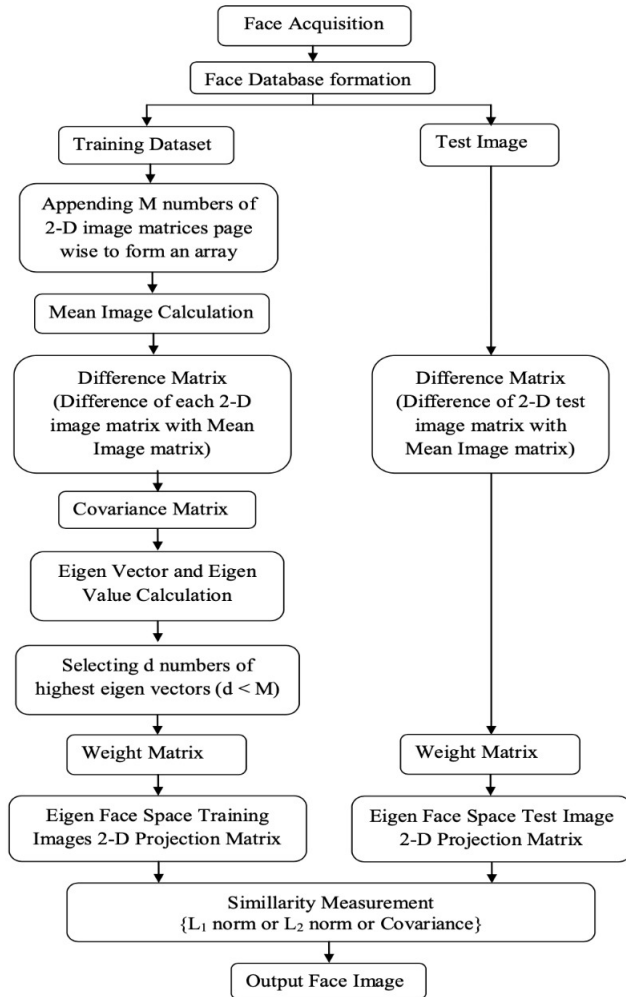 Face Acquisition
Face Database formation
Training Dataset
Test Image
Appending M numbers of
2-D image matrices page
wise to form an array
Mean Image Calculation
Difference Matrix
(Difference of each 2-D
image matrix with Mean
Image matrix)
Difference Matrix
(Difference of 2-D test
image matrix with
Mean Image matrix)
Covariance Matrix
Eigen Vector and Eigen
Value Calculation
Selecting d numbers of
highest eigen vectors (d < M)
Weight Matrix
Weight Matrix
Eigen Face Space Training
Images 2-D Projection Matrix
Eigen Face Space Test Image
2-D Projection Matrix
Simillarity Measurement
{L₁ norm or L₂ norm or Covariance}
Output Face Image